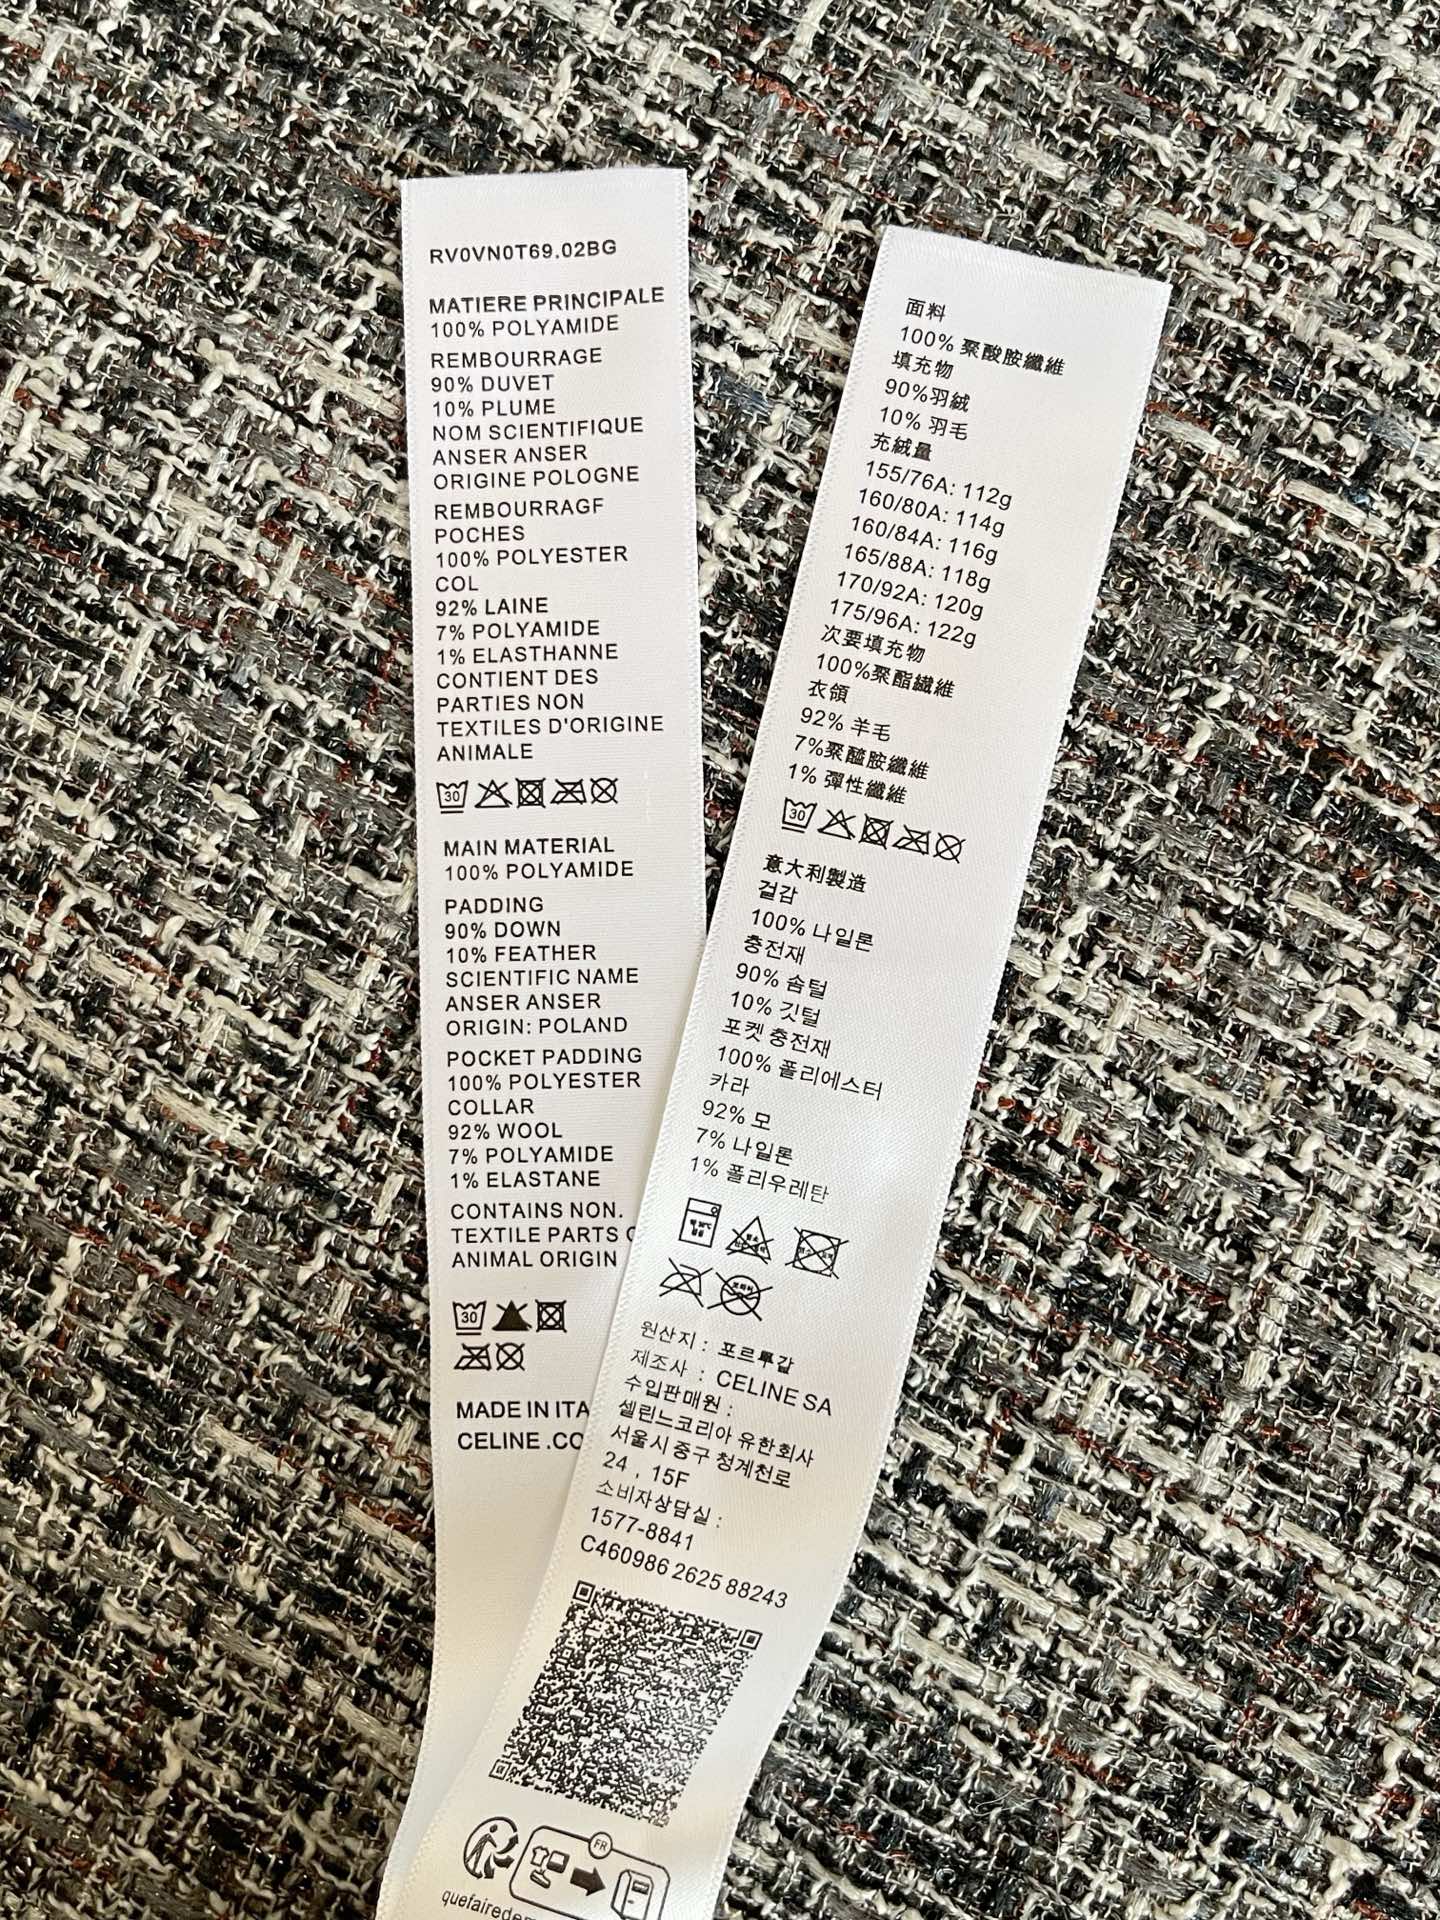 RV0VN0T69.02BG
MATIERE PRINCIPALE
100% POLYAMIDE
REMBOURRAGE
90% DUVET
10% PLUME
NOM SCIENTIFIQUE
ANSER ANSER
ORIGINE POLOGNE
REMBOURRAGF
POCHES
100% POLYESTER
COL
92% LAINE
7% POLYAMIDE
1% ELASTHANNE
CONTIENT DES
PARTIES NON
TEXTILES D'ORIGINE
ANIMALE
30
MAIN MATERIAL
100% POLYAMIDE
PADDING
90% DOWN
10% FEATHER
SCIENTIFIC NAME
ANSER ANSER
ORIGIN: POLAND
POCKET PADDING
100% POLYESTER
COLLAR
92% WOOL
7% POLYAMIDE
1% ELASTANE
CONTAINS NON.
TEXTILE PARTS
ANIMAL ORIGIN
30
MADE IN ITA
CELINE .CO
面料
100% 聚酸胺纖維
填充物
90%羽絨
10% 羽毛
充絨量
155/76A: 112g
160/80A: 114g
160/84A: 116g
165/88A: 118g
170/92A: 120g
175/96A: 122g
次要填充物
100%聚酯纖維
衣領
92% 羊毛
7%聚醯胺纖維
1% 彈性纖維
30
意大利製造
걸감
100% 나일론
충전재
90% 솜털
10% 깃털
포켓 충전재
100% 폴리에스터
카라
92% 모
7% 나일론
1% 폴리우레탄
원산지 : 포르투갈
제조사 : CELINE SA
수입판매원 :
셀린느코리아 유한회사
서울시 중구 청계천로
24 , 15F
소비자상담실 :
1577-8841
C460986 2625 88243
FR
quefairede